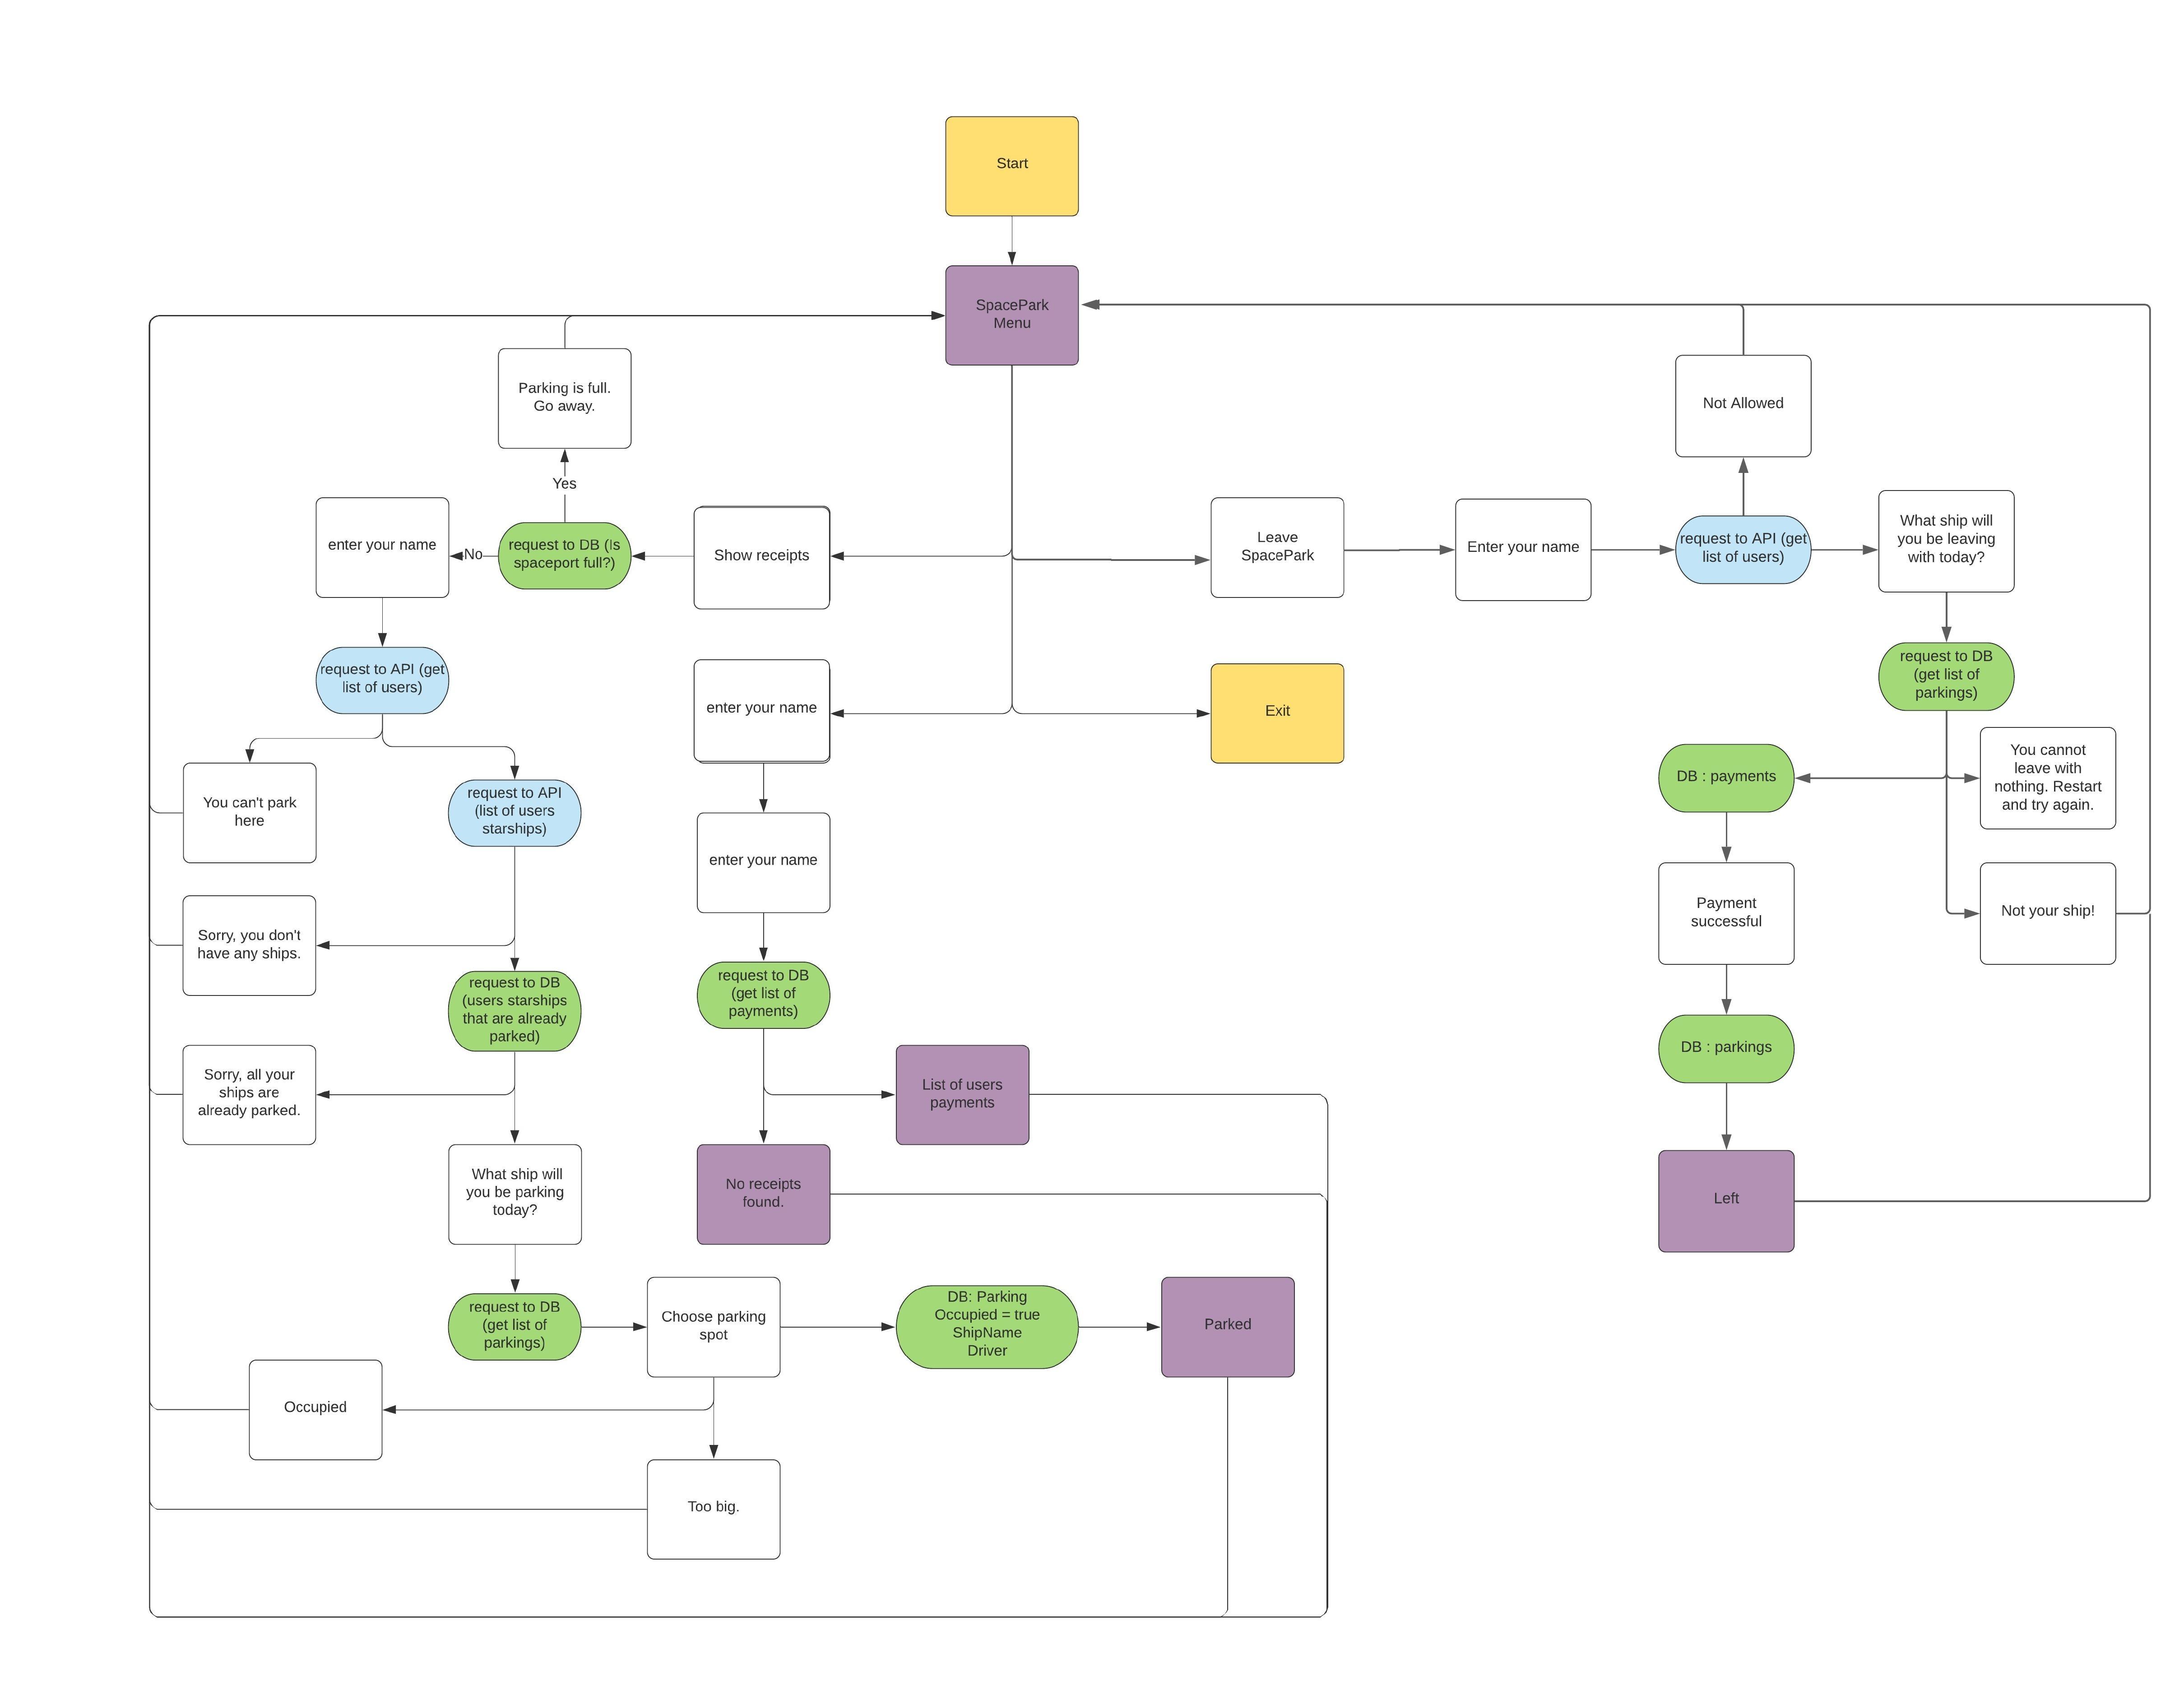 Start
SpacePark
Menu
Parking is full.
Go away.
Not Allowed
Yes
enter your name
No
request to DB (Is
spaceport full?)
Show receipts
Leave
SpacePark
Enter your name
request to API (get
list of users)
What ship will
you be leaving
with today?
request to API (get
list of users)
enter your name
Exit
request to DB
(get list of
parkings)
You can't park
here
request to API
(list of users
starships)
DB : payments
You cannot
leave with
nothing. Restart
and try again.
enter your name
Sorry, you don't
have any ships.
Payment
successful
Not your ship!
request to DB
(users starships
that are already
parked)
request to DB
(get list of
payments)
DB : parkings
Sorry, all your
ships are
already parked.
List of users
payments
What ship will
you be parking
today?
No receipts
found.
Left
request to DB
(get list of
parkings)
Choose parking
spot
DB: Parking
Occupied = true
ShipName
Driver
Parked
Occupied
Too big.